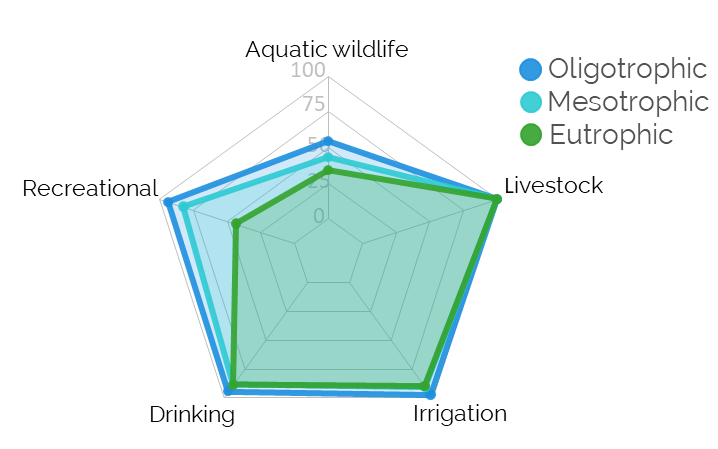 Aquatic wildlife
100
75
50
25
0
Livestock
Irrigation
Drinking
Recreational
Oligotrophic
Mesotrophic
Eutrophic